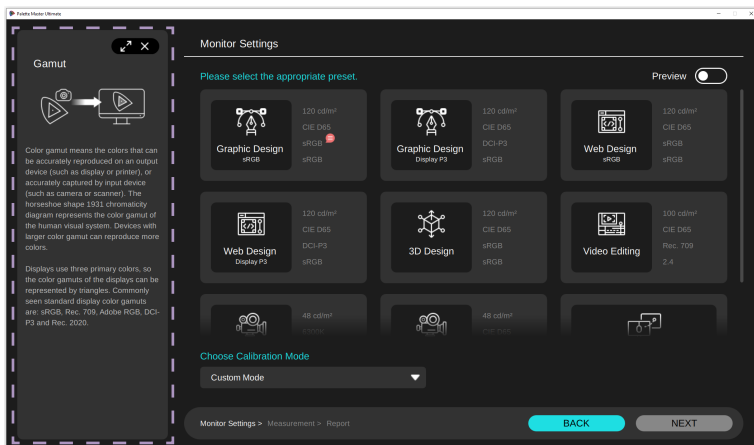 Palette Master Ultimate
Gamut
Color gamut means the colors that can
be accurately reproduced on an output
device (such as display or printer), or
accurately captured by input device
(such as camera or scanner). The
horseshoe shape 1931 chromaticity
diagram represents the color gamut of
the human visual system. Devices with
larger color gamut can reproduce more
colors.
Displays use three primary colors, so
the color gamuts of the displays can be
represented by triangles. Commonly
seen standard display color gamuts
are: sRGB, Rec. 709, Adobe RGB, DCI-
P3 and Rec. 2020.
Monitor Settings
Please select the appropriate preset.
Preview
Graphic Design
sRGB
120 cd/m²
CIE D65
sRGB
sRGB
Graphic Design
Display P3
120 cd/m²
CIE D65
DCI-P3
sRGB
Web Design
sRGB
120 cd/m²
CIE D65
sRGB
sRGB
Web Design
Display P3
120 cd/m²
CIE D65
DCI-P3
sRGB
3D Design
120 cd/m²
CIE D65
sRGB
sRGB
Video Editing
100 cd/m²
CIE D65
Rec. 709
2.4
48 cd/m²
48 cd/m²
CIE D65
Choose Calibration Mode
Custom Mode
Monitor Settings > Measurement > Report
BACK
NEXT